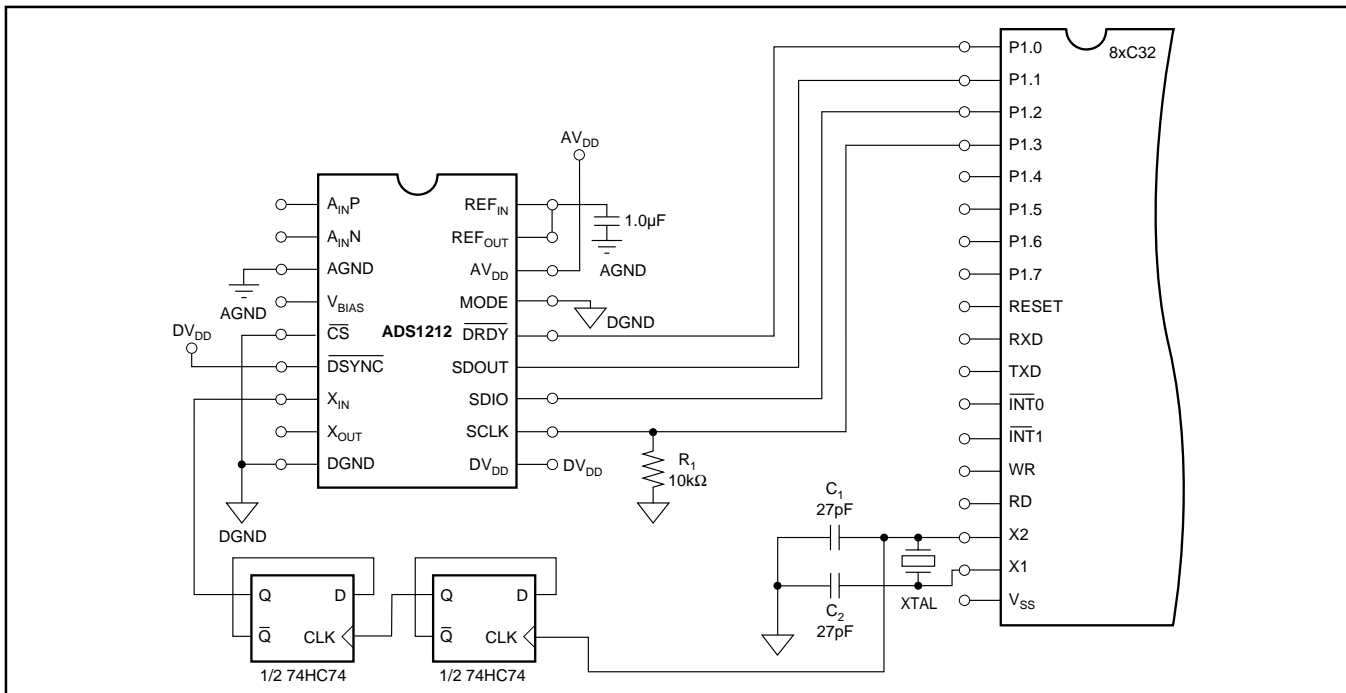 8xC32
P1.0
P1.1
P1.2
P1.3
P1.4
P1.5
P1.6
P1.7
RESET
RXD
TXD
INT0
INT1
WR
RD
X2
X1
VSS
AVDD
AINP
AINN
AGND
VBIAS
CS
DSYNC
XIN
XOUT
DGND
ADS1212
REFIN
REFOUT
AVDD
MODE
DRDY
SDOUT
SDIO
SCLK
DVDD
1.0µF
AGND
DGND
AGND
DVDD
DVDD
DGND
R1
10kΩ
C1
27pF
C2
27pF
XTAL
Q D
Q CLK
1/2 74HC74
Q D
Q CLK
1/2 74HC74